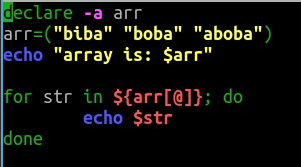 declare -a arr
arr=("biba" "boba" "aboba")
echo "array is: $arr"
for str in ${arr[@]}; do
        echo $str
done